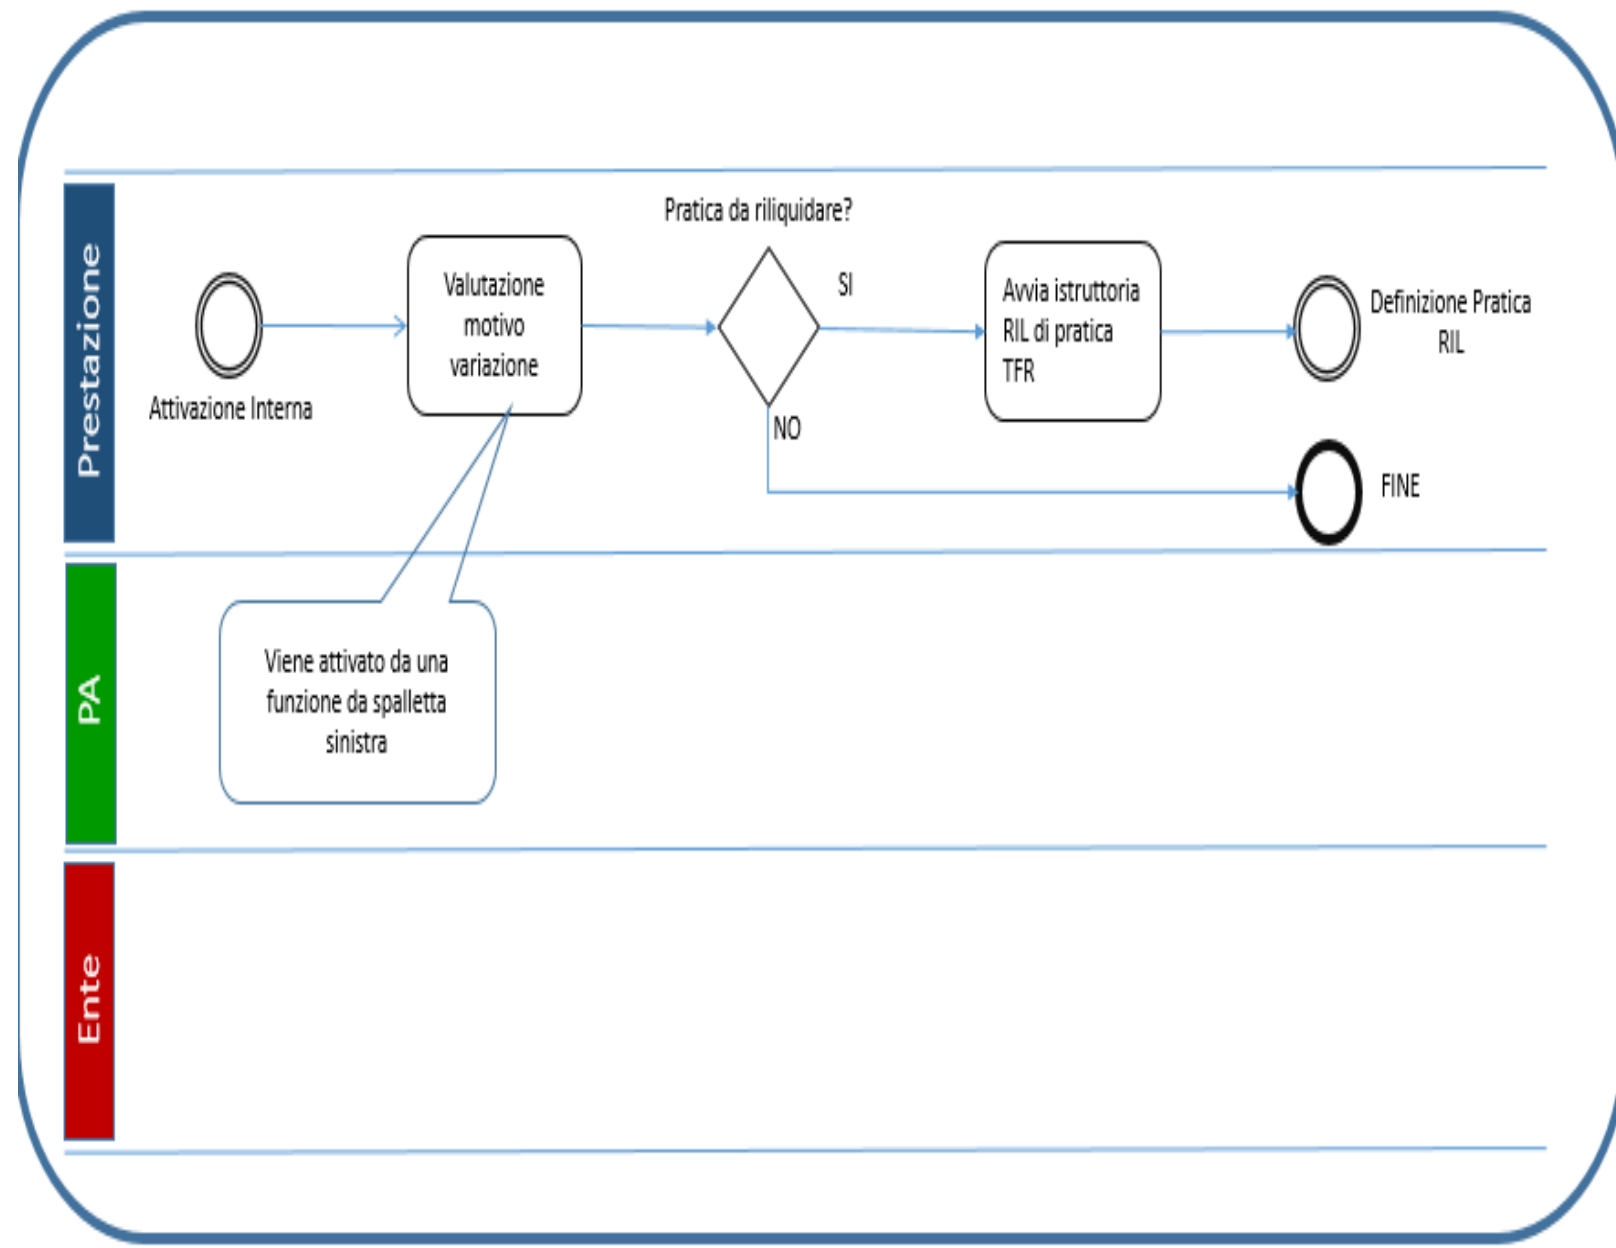 Prestazione
Pratica da riliquidare?
Attivazione Interna
Valutazione
motivo
variazione
SI
NO
Avvia istruttoria
RIL di pratica
TFR
Definizione Pratica
RIL
FINE
PA
Viene attivato da una
funzione da spalletta
sinistra
Ente